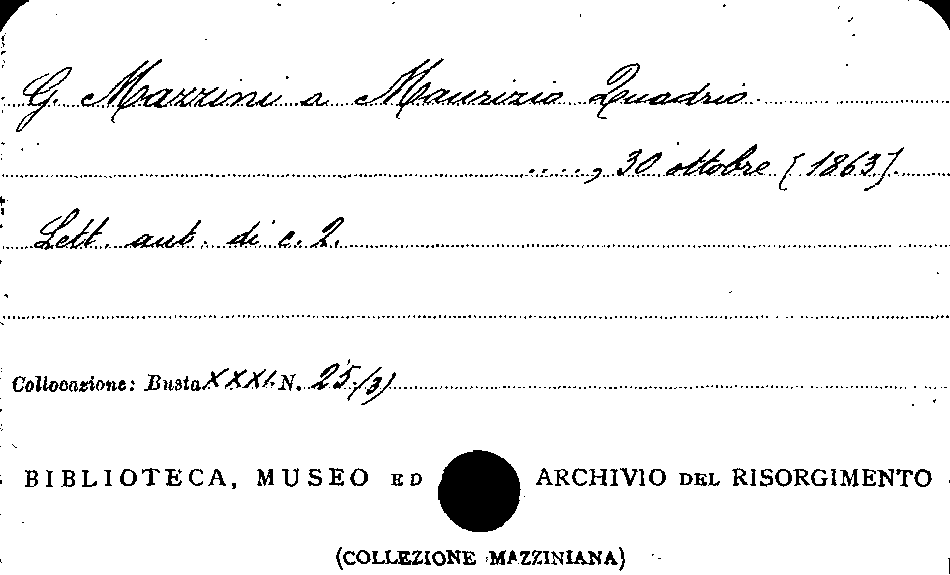 G. Mazzini a Maurizio Quadrio.
...., 30 ottobre [1863].
Lett. aut. di c. 2.
Collocazione: Busta XXXI. N. 25/3)
BIBLIOTECA, MUSEO ED ARCHIVIO DEL RISORGIMENTO
(COLLEZIONE MAZZINIANA)